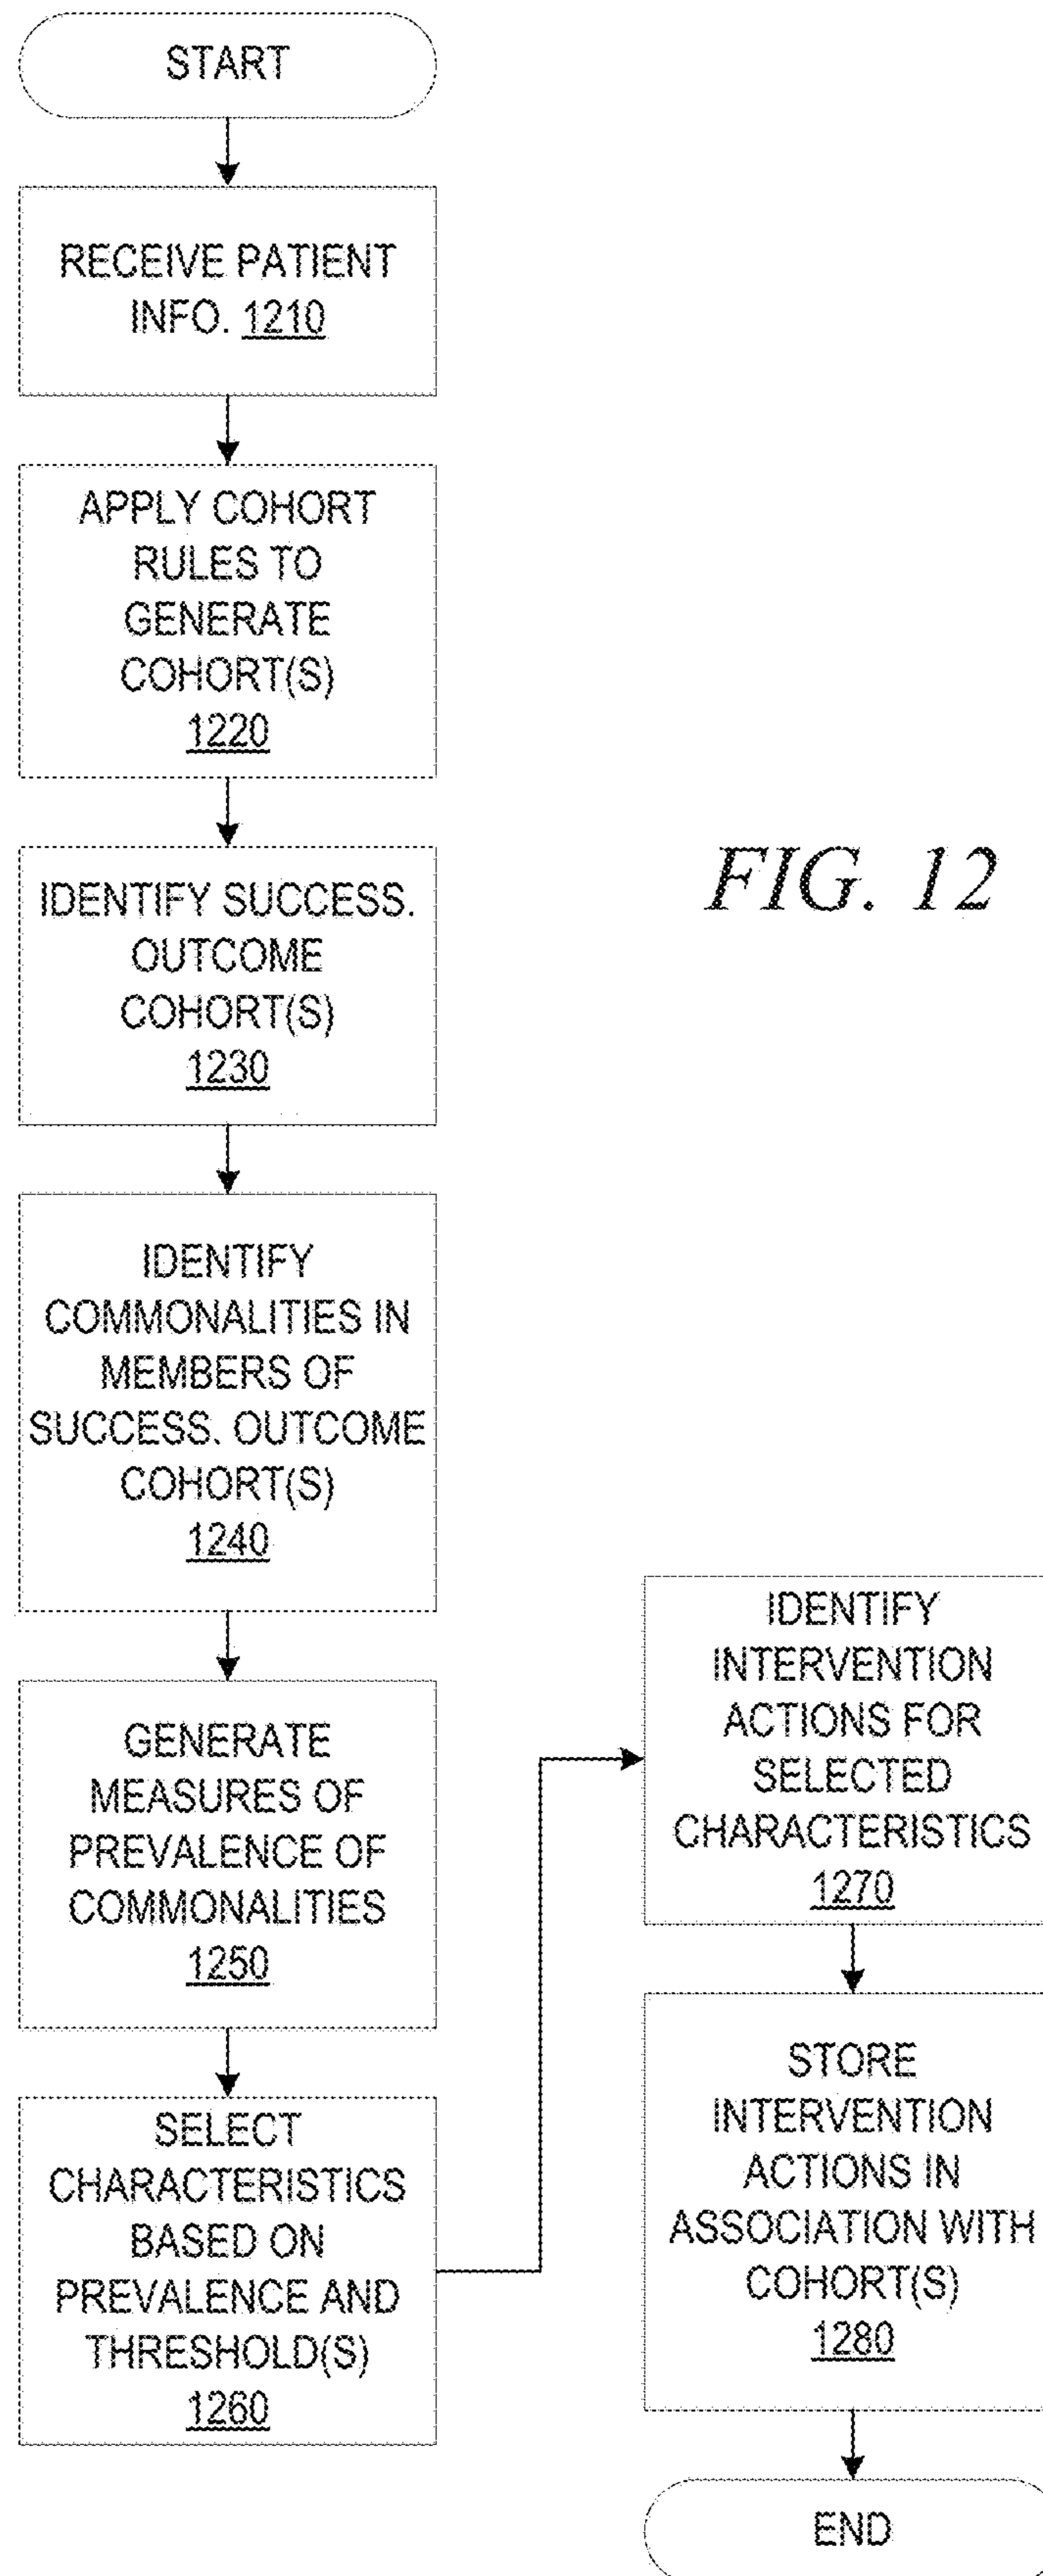 START
RECEIVE PATIENT
INFO. 1210
APPLY COHORT
RULES TO
GENERATE
COHORT(S)
1220
IDENTIFY SUCCESS.
OUTCOME
COHORT(S)
1230
IDENTIFY
COMMONALITIES IN
MEMBERS OF
SUCCESS. OUTCOME
COHORT(S)
1240
GENERATE
MEASURES OF
PREVALENCE OF
COMMONALITIES
1250
SELECT
CHARACTERISTICS
BASED ON
PREVALENCE AND
THRESHOLD(S)
1260
IDENTIFY
INTERVENTION
ACTIONS FOR
SELECTED
CHARACTERISTICS
1270
STORE
INTERVENTION
ACTIONS IN
ASSOCIATION WITH
COHORT(S)
1280
END
FIG. 12